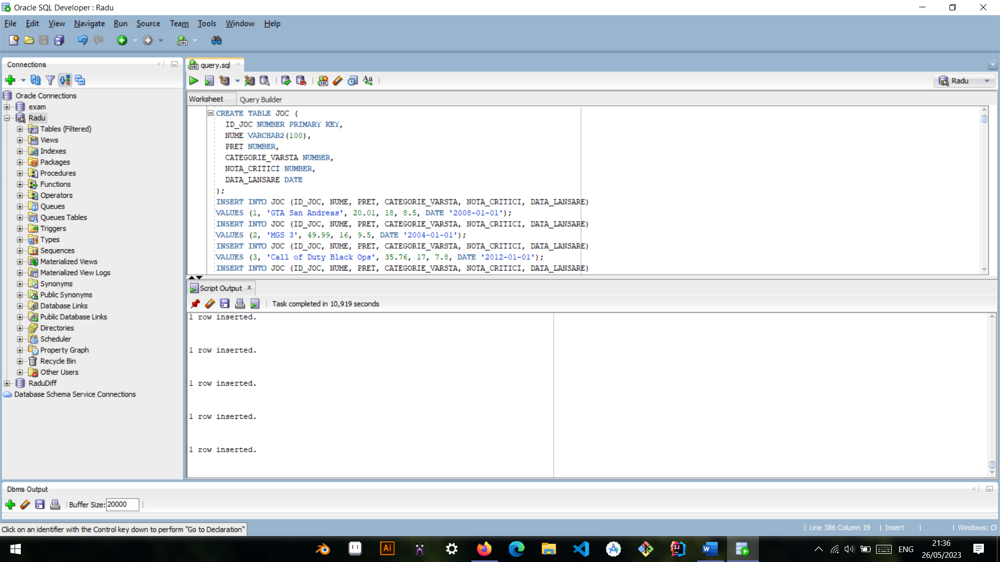 Oracle SQL Developer : Radu
File Edit View Navigate Run Source Team Tools Window Help
Connections
Oracle Connections
exam
Radu
Tables (Filtered)
Views
Indexes
Packages
Procedures
Functions
Operators
Queues
Queues Tables
Triggers
Types
Sequences
Materialized Views
Materialized View Logs
Synonyms
Public Synonyms
Database Links
Public Database Links
Directories
Scheduler
Property Graph
Recycle Bin
Other Users
RaduDiff
Database Schema Service Connections
query.sql
Radu
Worksheet Query Builder
CREATE TABLE JOC (
ID_JOC NUMBER PRIMARY KEY,
NUME VARCHAR2(100),
PRET NUMBER,
CATEGORIE_VARSTA NUMBER,
NOTA_CRITICI NUMBER,
DATA_LANSARE DATE
);
INSERT INTO JOC (ID_JOC, NUME, PRET, CATEGORIE_VARSTA, NOTA_CRITICI, DATA_LANSARE)
VALUES (1, 'GTA San Andreas', 20.01, 18, 8.5, DATE '2008-01-01');
INSERT INTO JOC (ID_JOC, NUME, PRET, CATEGORIE_VARSTA, NOTA_CRITICI, DATA_LANSARE)
VALUES (2, 'MGS 3', 49.99, 16, 9.5, DATE '2004-01-01');
INSERT INTO JOC (ID_JOC, NUME, PRET, CATEGORIE_VARSTA, NOTA_CRITICI, DATA_LANSARE)
VALUES (3, 'Call of Duty Black Ops', 35.76, 17, 7.8, DATE '2012-01-01');
INSERT INTO JOC (ID_JOC, NUME, PRET, CATEGORIE_VARSTA, NOTA_CRITICI, DATA_LANSARE)
Script Output
Task completed in 10,919 seconds
1 row inserted.
1 row inserted.
1 row inserted.
1 row inserted.
1 row inserted.
Dbms Output
Buffer Size: 20000
Click on an identifier with the Control key down to perform "Go to Declaration"
Line 386 Column 19 Insert Windows: CR
ENG
21:36
26/05/2023